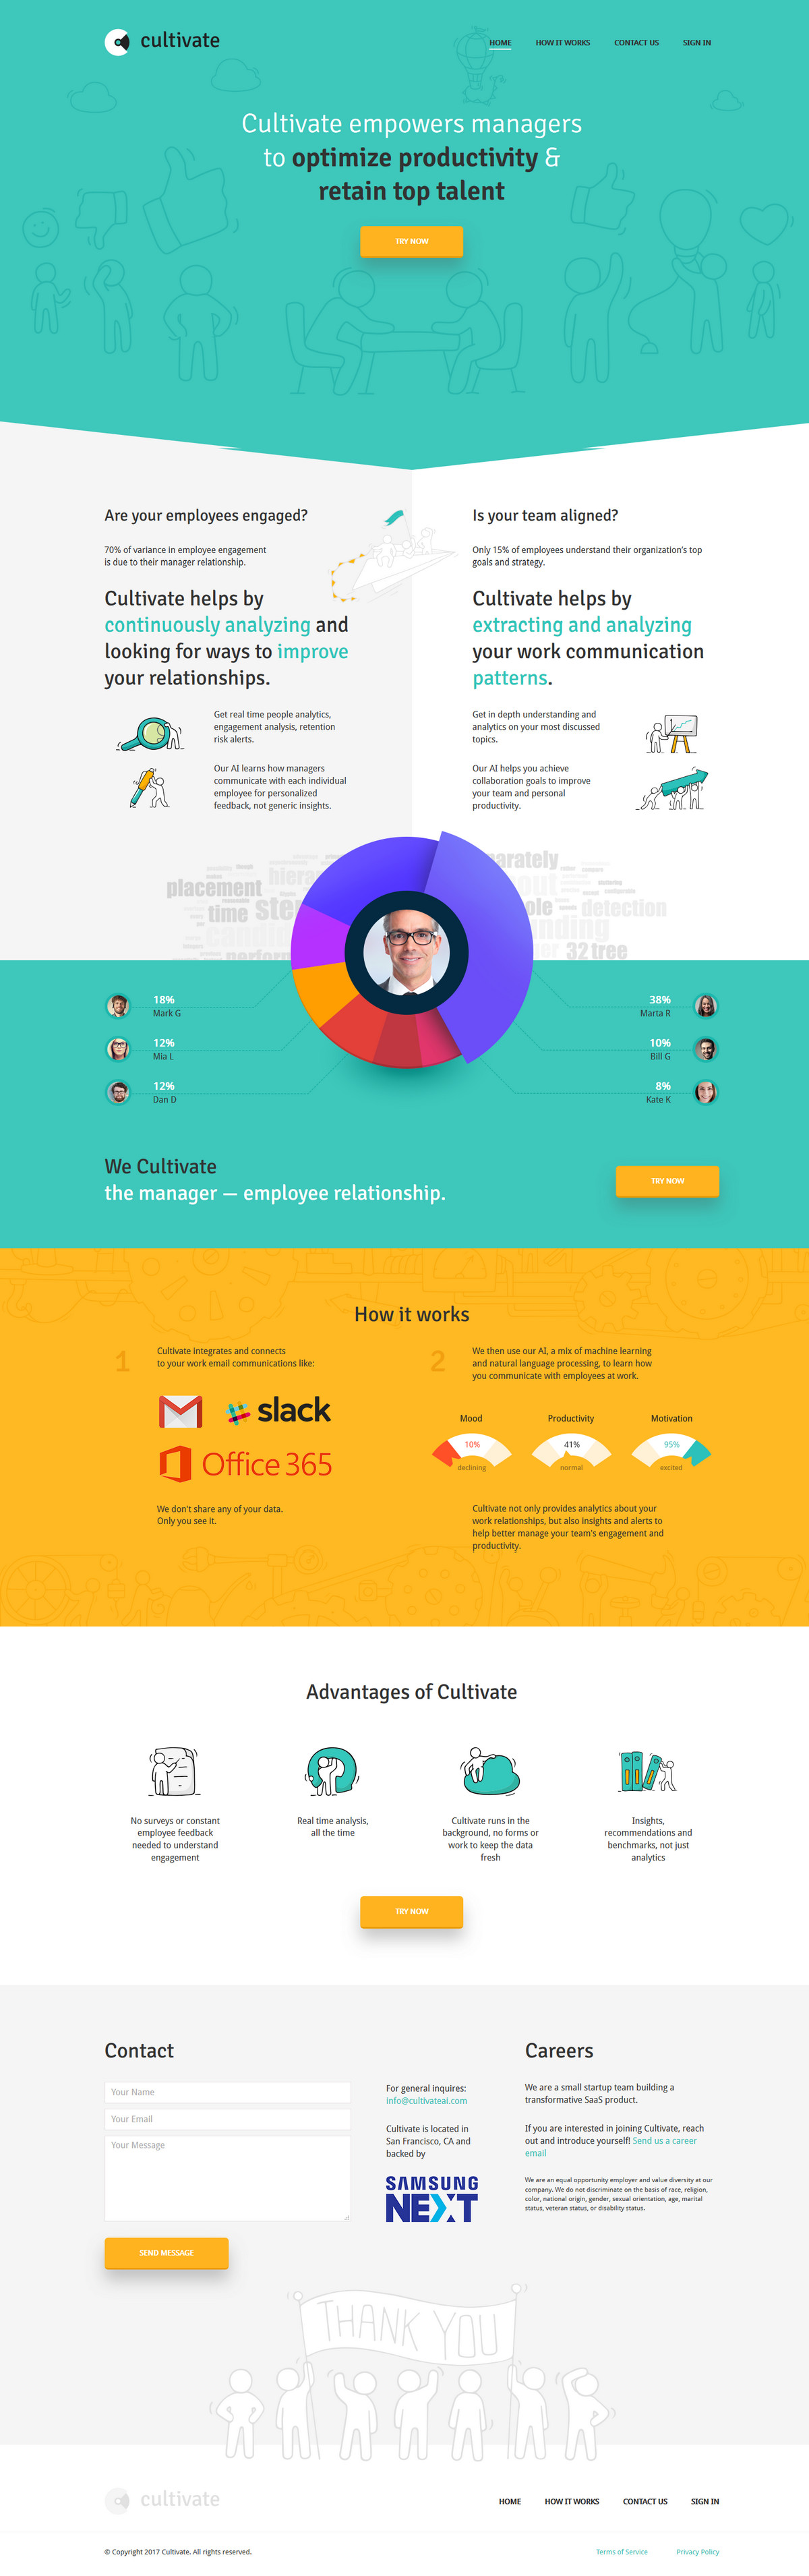 cultivate
HOME
HOW IT WORKS
CONTACT US
SIGN IN
Cultivate empowers managers
to optimize productivity &
retain top talent
TRY NOW
Are your employees engaged?
70% of variance in employee engagement
is due to their manager relationship.
Cultivate helps by
continuously analyzing and
looking for ways to improve
your relationships.
Get real time people analytics,
engagement analysis, retention
risk alerts.
Our AI learns how managers
communicate with each individual
employee for personalized
feedback, not generic insights.
Is your team aligned?
Only 15% of employees understand their organization's top
goals and strategy.
Cultivate helps by
extracting and analyzing
your work communication
patterns.
Get in depth understanding and
analytics on your most discussed
topics.
Our AI helps you achieve
collaboration goals to improve
your team and personal
productivity.
placement
time
detection
32 tree
18%
Mark G
12%
Mia L
12%
Dan D
38%
Marta R
10%
Bill G
8%
Kate K
We Cultivate
the manager — employee relationship.
TRY NOW
How it works
1
Cultivate integrates and connects
to your work email communications like:
slack
Office 365
We don't share any of your data.
Only you see it.
2
We then use our AI, a mix of machine learning
and natural language processing, to learn how
you communicate with employees at work.
Mood
10%
declining
Productivity
41%
normal
Motivation
95%
excited
Cultivate not only provides analytics about your
work relationships, but also insights and alerts to
help better manage your team's engagement and
productivity.
Advantages of Cultivate
No surveys or constant
employee feedback
needed to understand
engagement
Real time analysis,
all the time
Cultivate runs in the
background, no forms or
work to keep the data
fresh
Insights,
recommendations and
benchmarks, not just
analytics
TRY NOW
Contact
Your Name
Your Email
Your Message
SEND MESSAGE
For general inquires:
info@cultivateai.com
Cultivate is located in
San Francisco, CA and
backed by
SAMSUNG
NEXT
Careers
We are a small startup team building a
transformative SaaS product.
If you are interested in joining Cultivate, reach
out and introduce yourself! Send us a career
email
We are an equal opportunity employer and value diversity at our
company. We do not discriminate on the basis of race, religion,
color, national origin, gender, sexual orientation, age, marital
status, veteran status, or disability status.
THANK YOU
cultivate
HOME
HOW IT WORKS
CONTACT US
SIGN IN
© Copyright 2017 Cultivate. All rights reserved.
Terms of Service
Privacy Policy